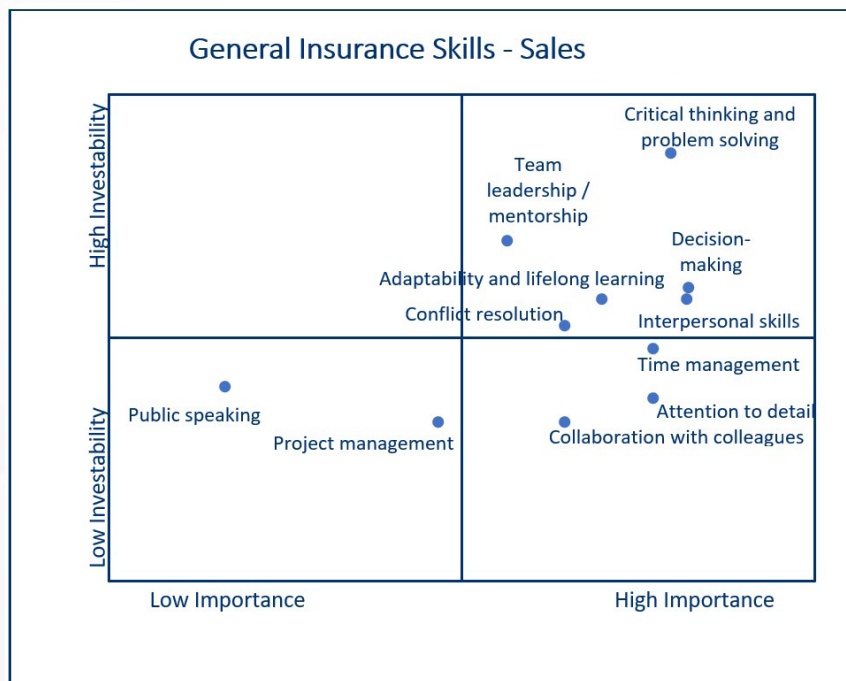 General Insurance Skills - Sales
High Investability
Critical thinking and
problem solving
Team
leadership /
mentorship
Decision-
making
Adaptability and lifelong learning
Conflict resolution
Interpersonal skills
Low Investability
Time management
Public speaking
Attention to detail
Project management
Collaboration with colleagues
Low Importance
High Importance